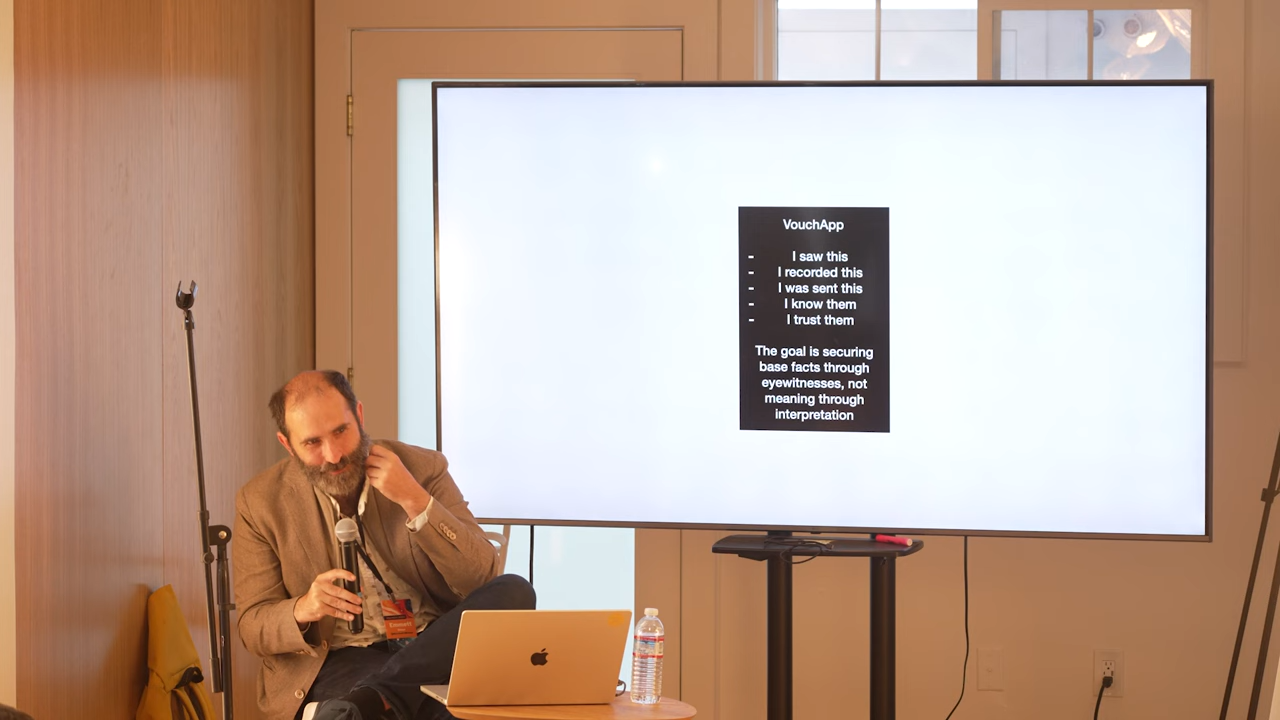 VouchApp
- I saw this
- I recorded this
- I was sent this
- I know them
- I trust them
The goal is securing
base facts through
eyewitnesses, not
meaning through
interpretation